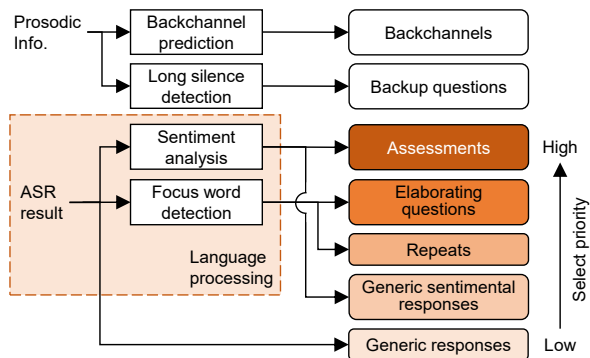 Prosodic
Info.
Backchannel
prediction
Backchannels
Long silence
detection
Backup questions
Sentiment
analysis
Assessments
High
ASR
result
Focus word
detection
Elaborating
questions
Repeats
Language
processing
Generic sentimental
responses
Select priority
Generic responses
Low